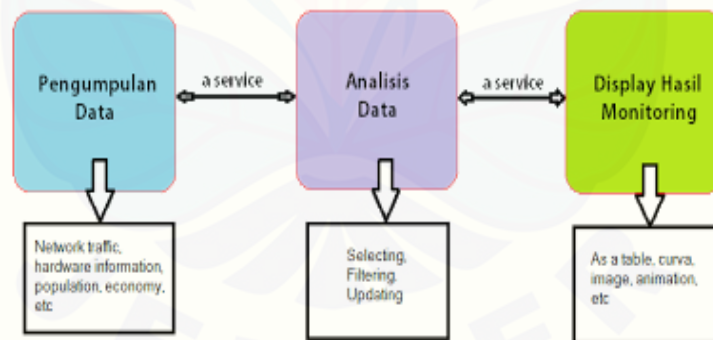 Pengumpulan
Data
a service
Analisis
Data
a service
Display Hasil
Monitoring
Network traffic,
hardware information,
population, economy,
etc
Selecting,
Filtering,
Updating
As a table, curva,
image, animation,
etc